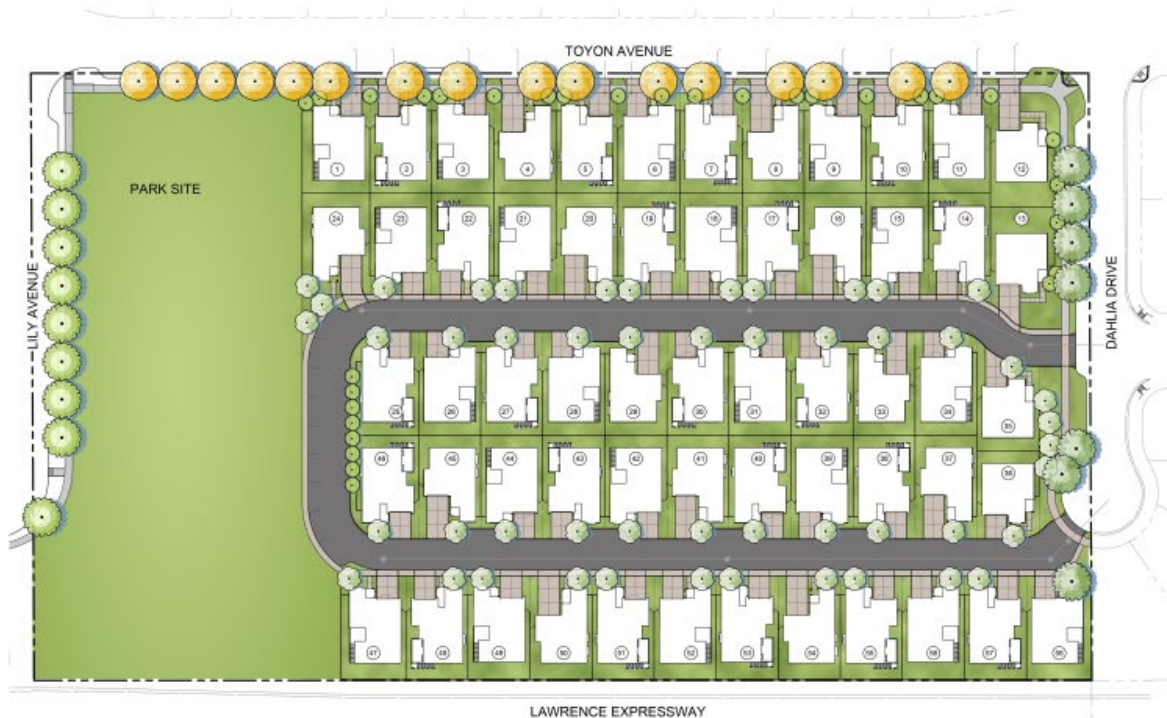 TOYON AVENUE
PARK SITE
LILY AVENUE
DAHLIA DRIVE
1 2 3 4 5 6 7 8 9 10 11 12
24 23 22 21 20 19 18 17 16 15 14 13
25 26 27 28 29 30 31 32 33 34 35
46 45 44 43 42 41 40 39 38 37 36
47 48 49 50 51 52 53 54 55 56 57 58
LAWRENCE EXPRESSWAY